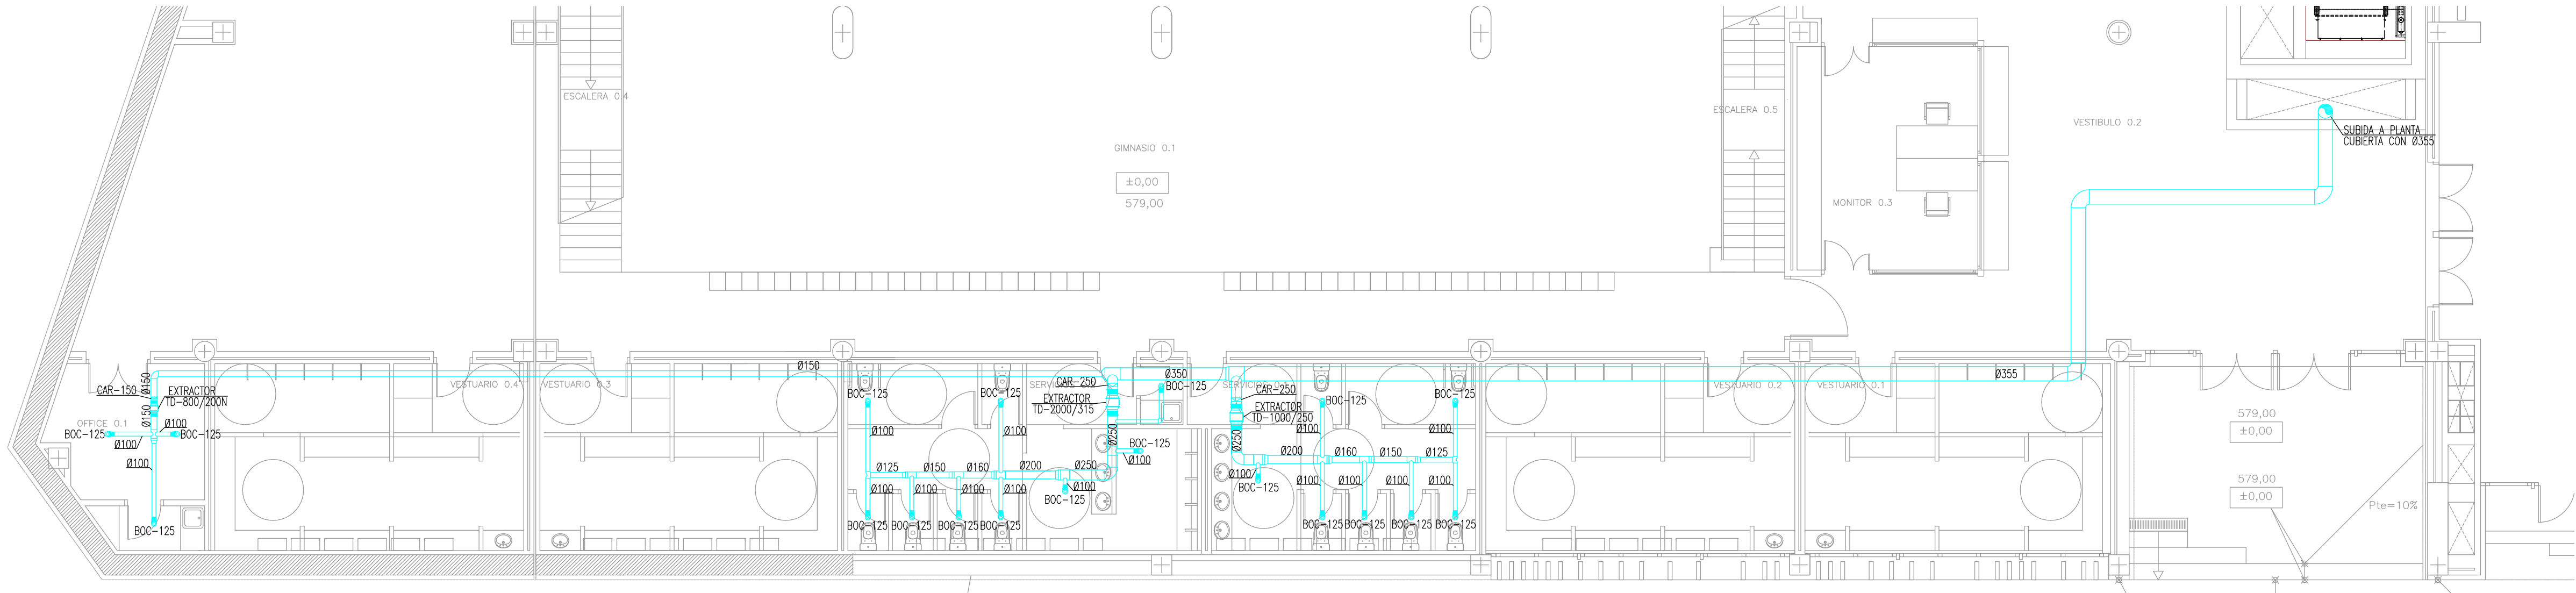 ESCALERA 0.4
ESCALERA 0.5
VESTIBULO 0.2
SUBIDA A PLANTA
CUBIERTA CON Ø355
GIMNASIO 0.1
±0,00
579,00
MONITOR 0.3
Ø150
Ø350
Ø355
CAR-150
Ø150
EXTRACTOR
TD-800/200N
Ø150
VESTUARIO 0.4
VESTUARIO 0.3
BOC-125
BOC-125
CAR-250
EXTRACTOR
TD-2000/315
BOC-125
CAR-250
EXTRACTOR
TD-1000/250
BOC-125
BOC-125
VESTUARIO 0.2
VESTUARIO 0.1
OFFICE 0.1
BOC-125
Ø100
BOC-125
Ø100
Ø100
BOC-125
Ø100
Ø100
Ø250
BOC-125
Ø100
Ø250
Ø100
Ø100
Ø125
Ø150
Ø160
Ø200
Ø250
Ø100
BOC-125
Ø200
Ø160
Ø150
Ø125
Ø100
BOC-125
Ø100
Ø100
Ø100
Ø100
Ø100
Ø100
Ø100
Ø100
BOC-125
BOC-125
BOC-125
BOC-125
BOC-125
BOC-125
BOC-125
BOC-125
579,00
±0,00
579,00
±0,00
Pte=10%